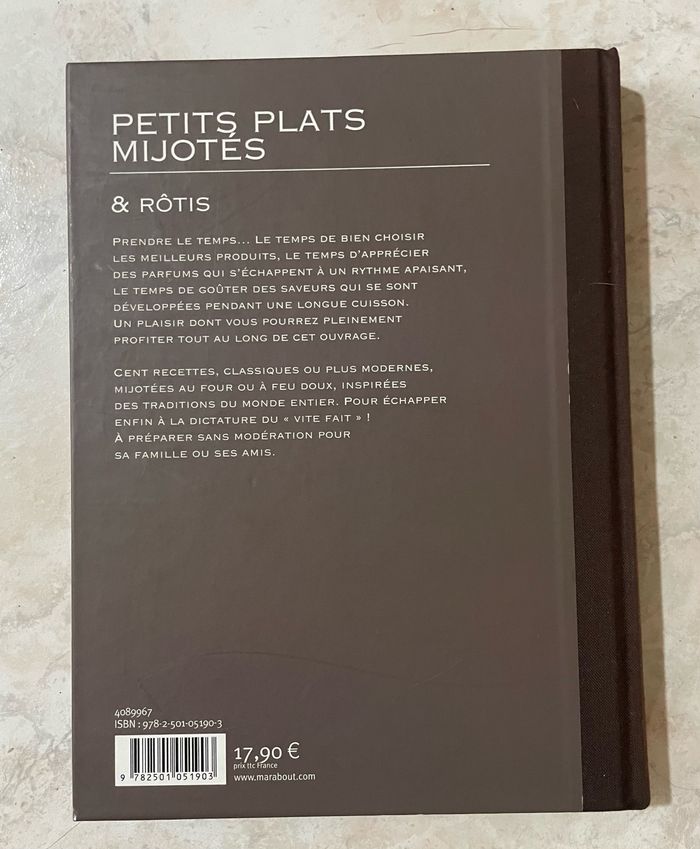 PETITS PLATS
MIJOTÉS
& RÔTIS
PRENDRE LE TEMPS... LE TEMPS DE BIEN CHOISIR
LES MEILLEURS PRODUITS, LE TEMPS D'APPRÉCIER
DES PARFUMS QUI S'ÉCHAPPENT À UN RYTHME APAISANT,
LE TEMPS DE GOÛTER DES SAVEURS QUI SE SONT
DÉVELOPPÉES PENDANT UNE LONGUE CUISSON.
UN PLAISIR DONT VOUS POURREZ PLEINEMENT
PROFITER TOUT AU LONG DE CET OUVRAGE.
CENT RECETTES, CLASSIQUES OU PLUS MODERNES,
MIJOTÉES AU FOUR OU À FEU DOUX, INSPIRÉES
DES TRADITIONS DU MONDE ENTIER. POUR ÉCHAPPER
ENFIN À LA DICTATURE DU « VITE FAIT » !
À PRÉPARER SANS MODÉRATION POUR
SA FAMILLE OU SES AMIS.
4089967
ISBN : 978-2-501-05190-3
9 782501 051903
17,90 €
prix ttc France
www.marabout.com